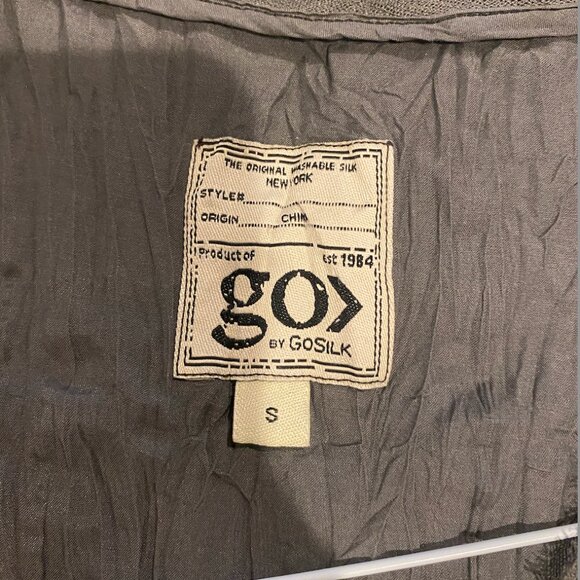 THE ORIGINAL WASHABLE SILK
NEW YORK
STYLE#
ORIGIN CHINA
Product of est 1984
go>
BY GOSILK
S